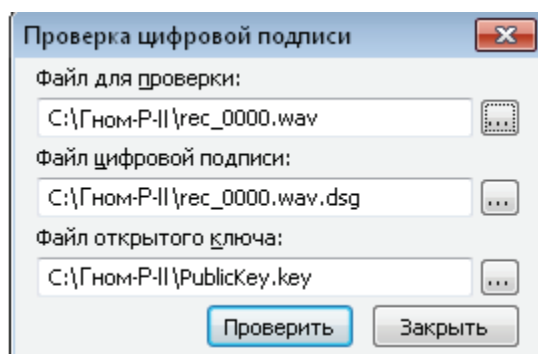 Проверка цифровой подписи
Файл для проверки:
C:\Гном-Р-II\rec_0000.wav
...
Файл цифровой подписи:
C:\Гном-Р-II\rec_0000.wav.dsg
...
Файл открытого ключа:
C:\Гном-Р-II\PublicKey.key
...
Проверить Закрыть